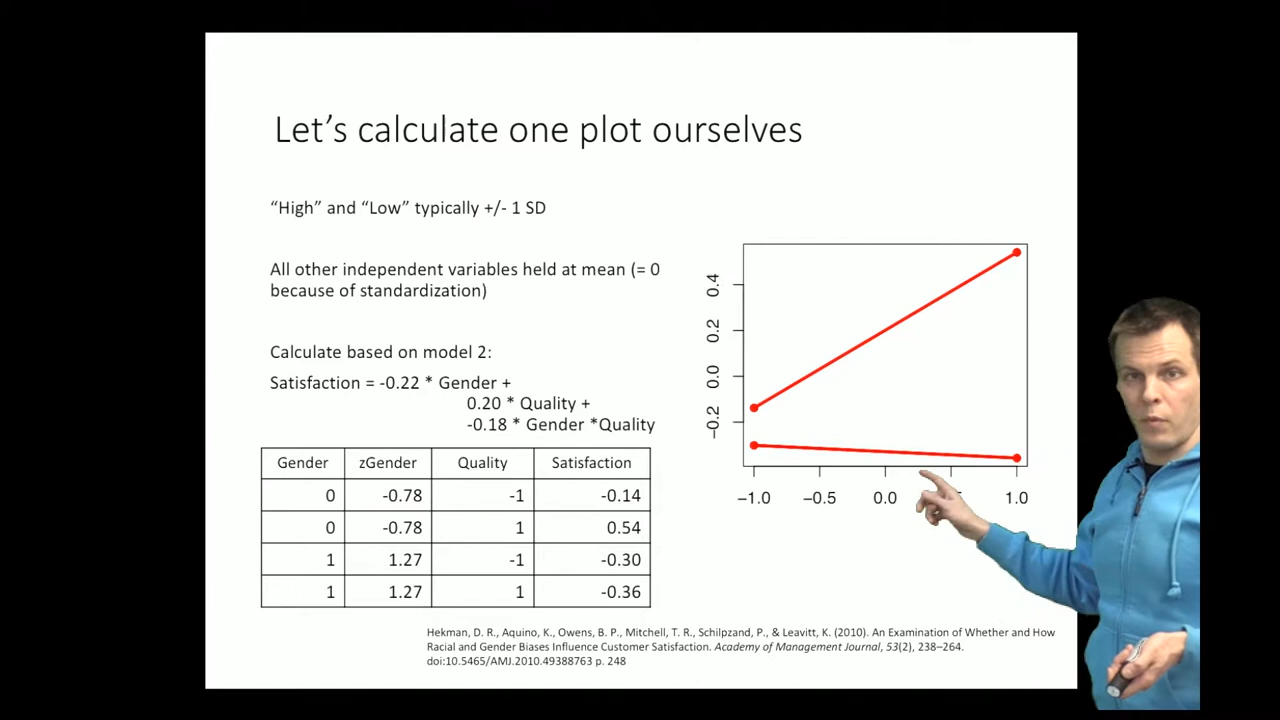 Let's calculate one plot ourselves
“High” and “Low” typically +/- 1 SD
All other independent variables held at mean (= 0
because of standardization)
Calculate based on model 2:
Satisfaction = -0.22 * Gender +
0.20 * Quality +
-0.18 * Gender *Quality
Gender zGender Quality Satisfaction
0 -0.78 -1 -0.14
0 -0.78 1 0.54
1 1.27 -1 -0.30
1 1.27 1 -0.36
0.4
0.2
0.0
−0.2
−1.0 −0.5 0.0 1.0
Hekman, D. R., Aquino, K., Owens, B. P., Mitchell, T. R., Schilpzand, P., & Leavitt, K. (2010). An Examination of Whether and How
Racial and Gender Biases Influence Customer Satisfaction. Academy of Management Journal, 53(2), 238–264.
doi:10.5465/AMJ.2010.49388763 p. 248